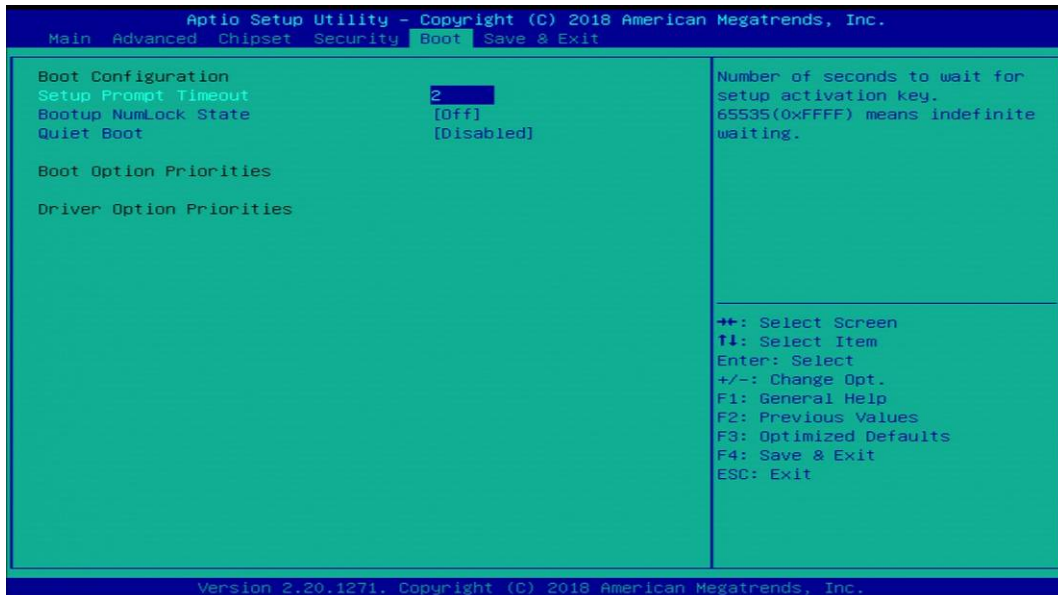 Aptio Setup Utility – Copyright (C) 2018 American Megatrends, Inc.
Main Advanced Chipset Security Boot Save & Exit
Boot Configuration
Setup Prompt Timeout 2
Bootup NumLock State [Off]
Quiet Boot [Disabled]
Boot Option Priorities
Driver Option Priorities
Number of seconds to wait for
setup activation key.
65535(0xFFFF) means indefinite
waiting.
→←: Select Screen
↑↓: Select Item
Enter: Select
+/-: Change Opt.
F1: General Help
F2: Previous Values
F3: Optimized Defaults
F4: Save & Exit
ESC: Exit
Version 2.20.1271. Copyright (C) 2018 American Megatrends, Inc.